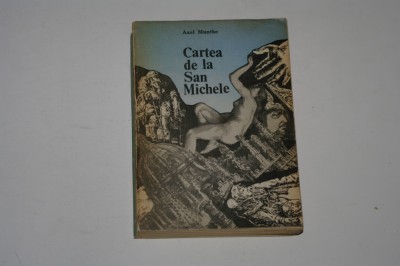 Axel Munthe
Cartea
de la
San
Michele